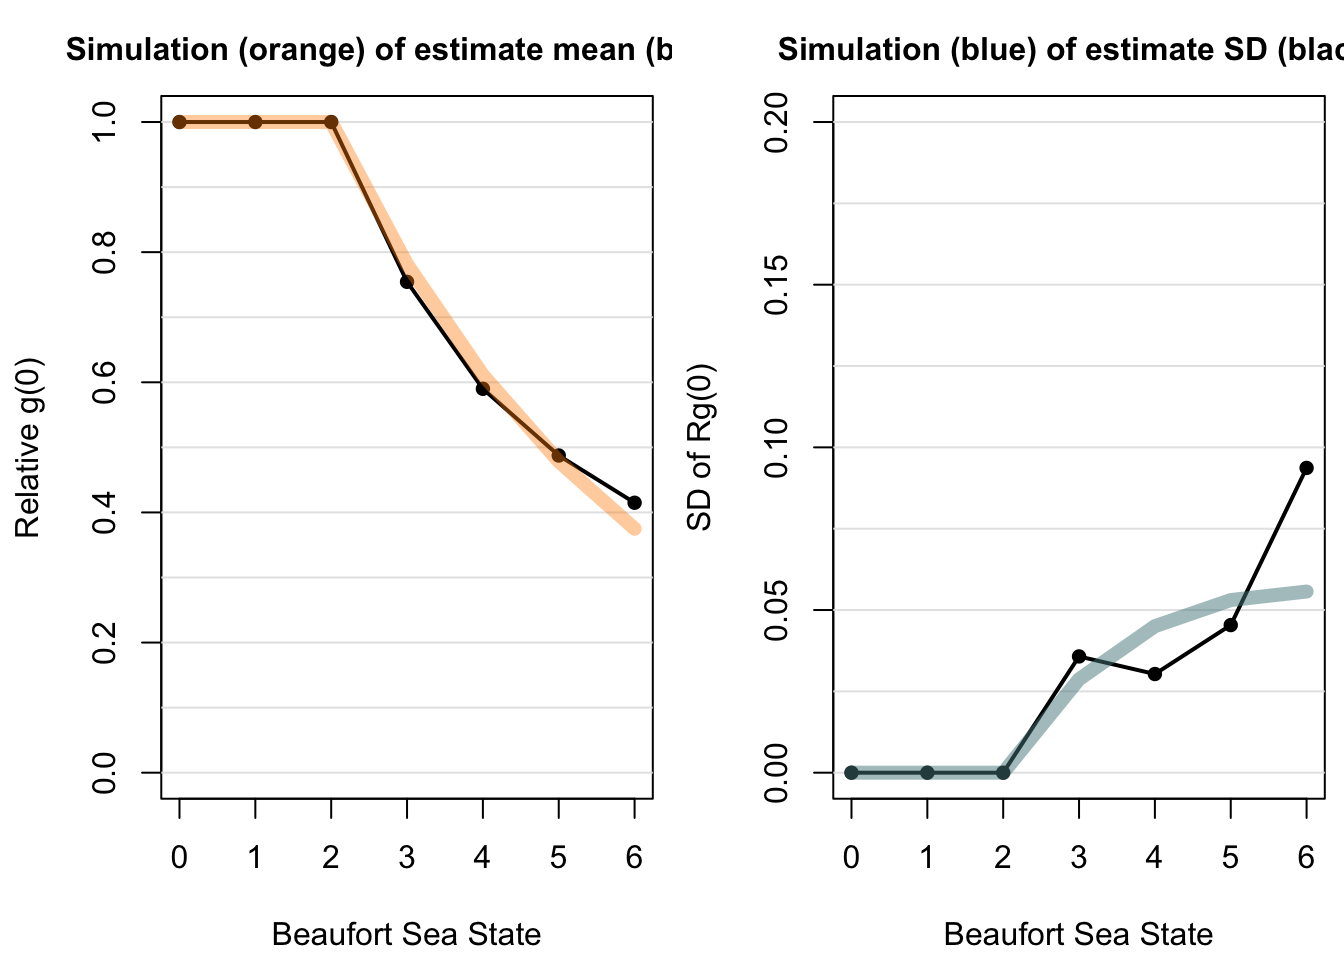 Simulation (orange) of estimate mean (b
Relative g(0)
1.0
0.8
0.6
0.4
0.2
0.0
0 1 2 3 4 5 6
Beaufort Sea State
Simulation (blue) of estimate SD (blac
SD of Rg(0)
0.20
0.15
0.10
0.05
0.00
0 1 2 3 4 5 6
Beaufort Sea State